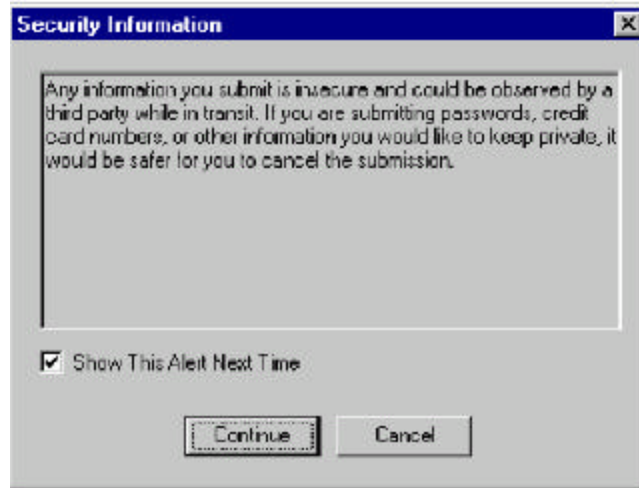 Security Information
Any information you submit is insecure and could be observed by a
third party while in transit. If you are submitting passwords, credit
card numbers, or other information you would like to keep private, it
would be safer for you to cancel the submission.
Show This Alert Next Time
Continue Cancel